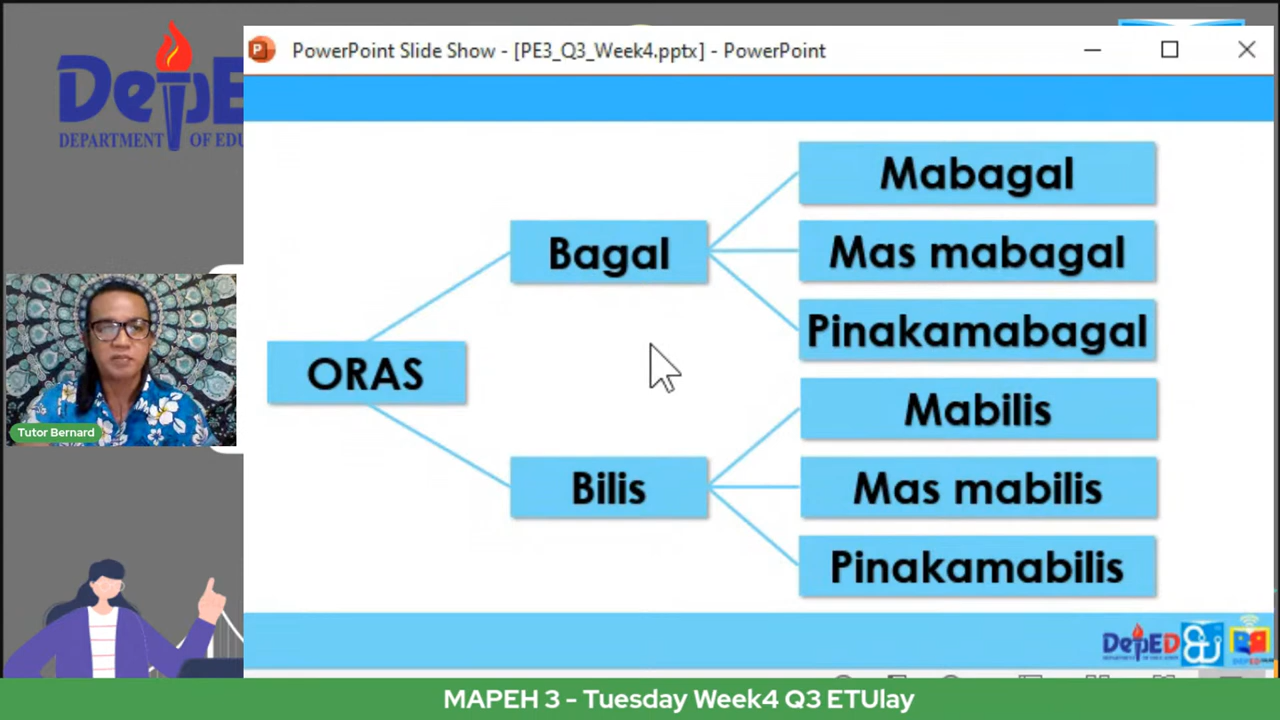 PowerPoint Slide Show - [PE3_Q3_Week4.pptx] - PowerPoint
DepE
DEPARTMENT OF EDU
Mabagal
Bagal
Mas mabagal
Pinakamabagal
ORAS
Mabilis
Bilis
Mas mabilis
Pinakamabilis
Tutor Bernard
DepED
MAPEH 3 - Tuesday Week4 Q3 ETUlay